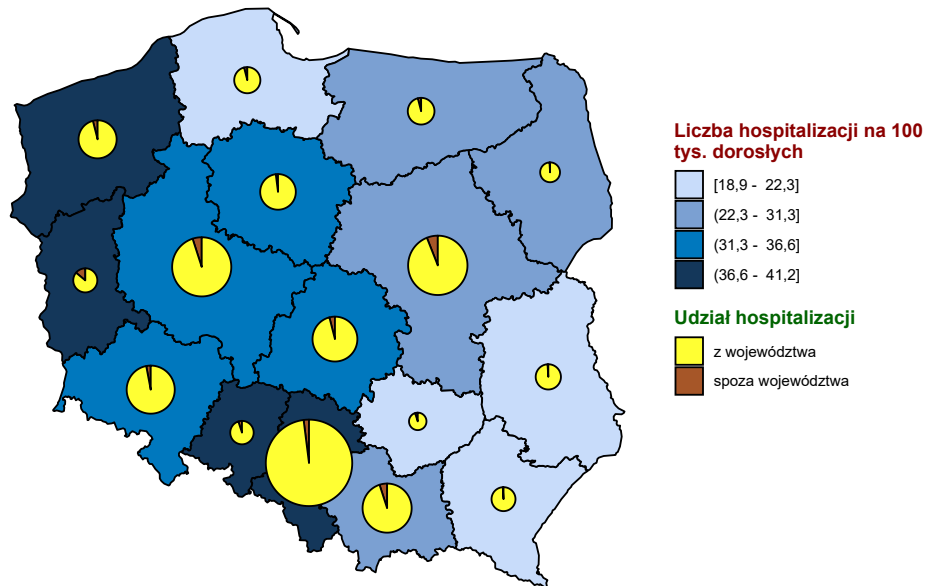 Liczba hospitalizacji na 100
tys. dorosłych
[18,9 - 22,3]
(22,3 - 31,3]
(31,3 - 36,6]
(36,6 - 41,2]
Udział hospitalizacji
z województwa
spoza województwa